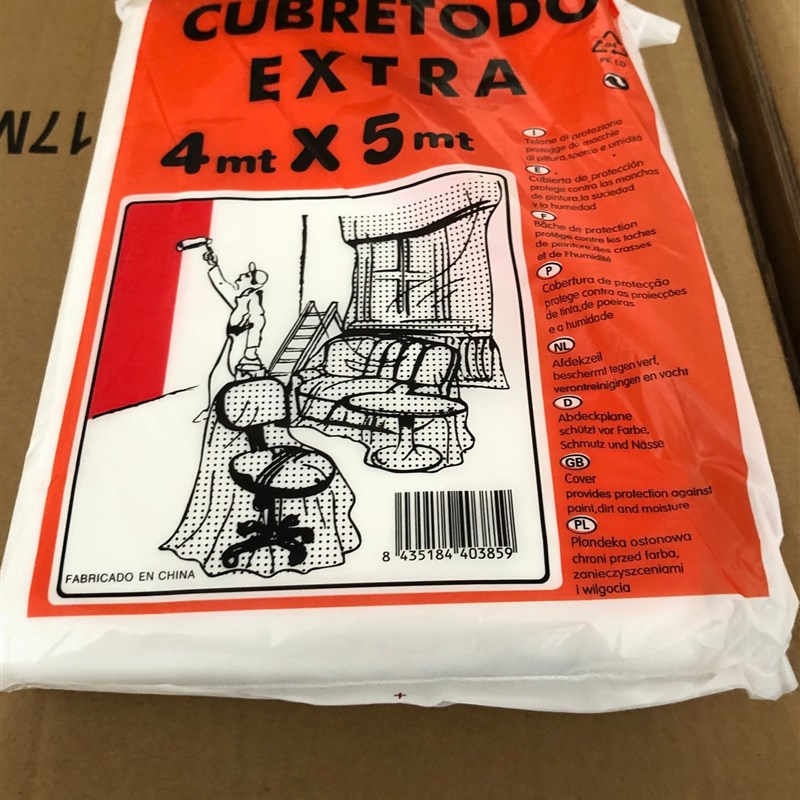 CUBRETODO
EXTRA
4mt X 5mt
PE LD
I
Telone di protezione
protegge da macchie
di pittura, sporco e umidità
E
Cubierta de protección
protege contra las manchas
de pintura, la suciedad
y la humedad
F
Bâche de protection
protège contre les taches
de peinture, des crasses
et de l'humidité
P
Cobertura de protecção
protege contra as projecções
de tinta, de poeiras
e a humidade
NL
Afdekzeil
beschermt tegen verf,
verontreinigingen en vocht
D
Abdeckplane
schützt vor Farbe,
Schmutz und Nässe
GB
Cover
provides protection against
paint, dirt and moisture
PL
Plandeka ostonowa
chroni przed farba,
zanieczyszceniami
i wilgocia
8 435184 403859
FABRICADO EN CHINA
17M